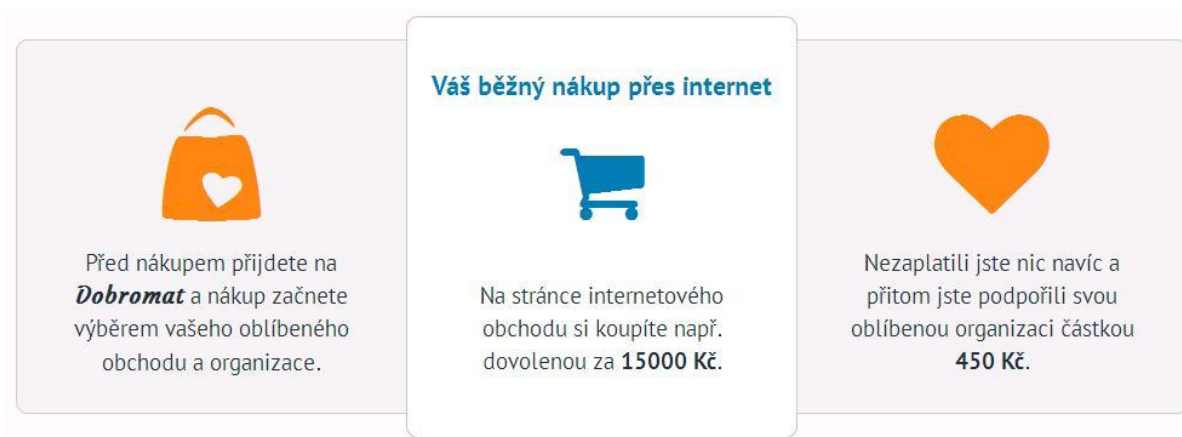 Před nákupem přijdete na
Dobromat a nákup začnete
výběrem vašeho oblíbeného
obchodu a organizace.
Váš běžný nákup přes internet
Na stránce internetového
obchodu si koupíte např.
dovolenou za 15000 Kč.
Nezaplatili jste nic navíc a
přitom jste podpořili svou
oblíbenou organizaci částkou
450 Kč.